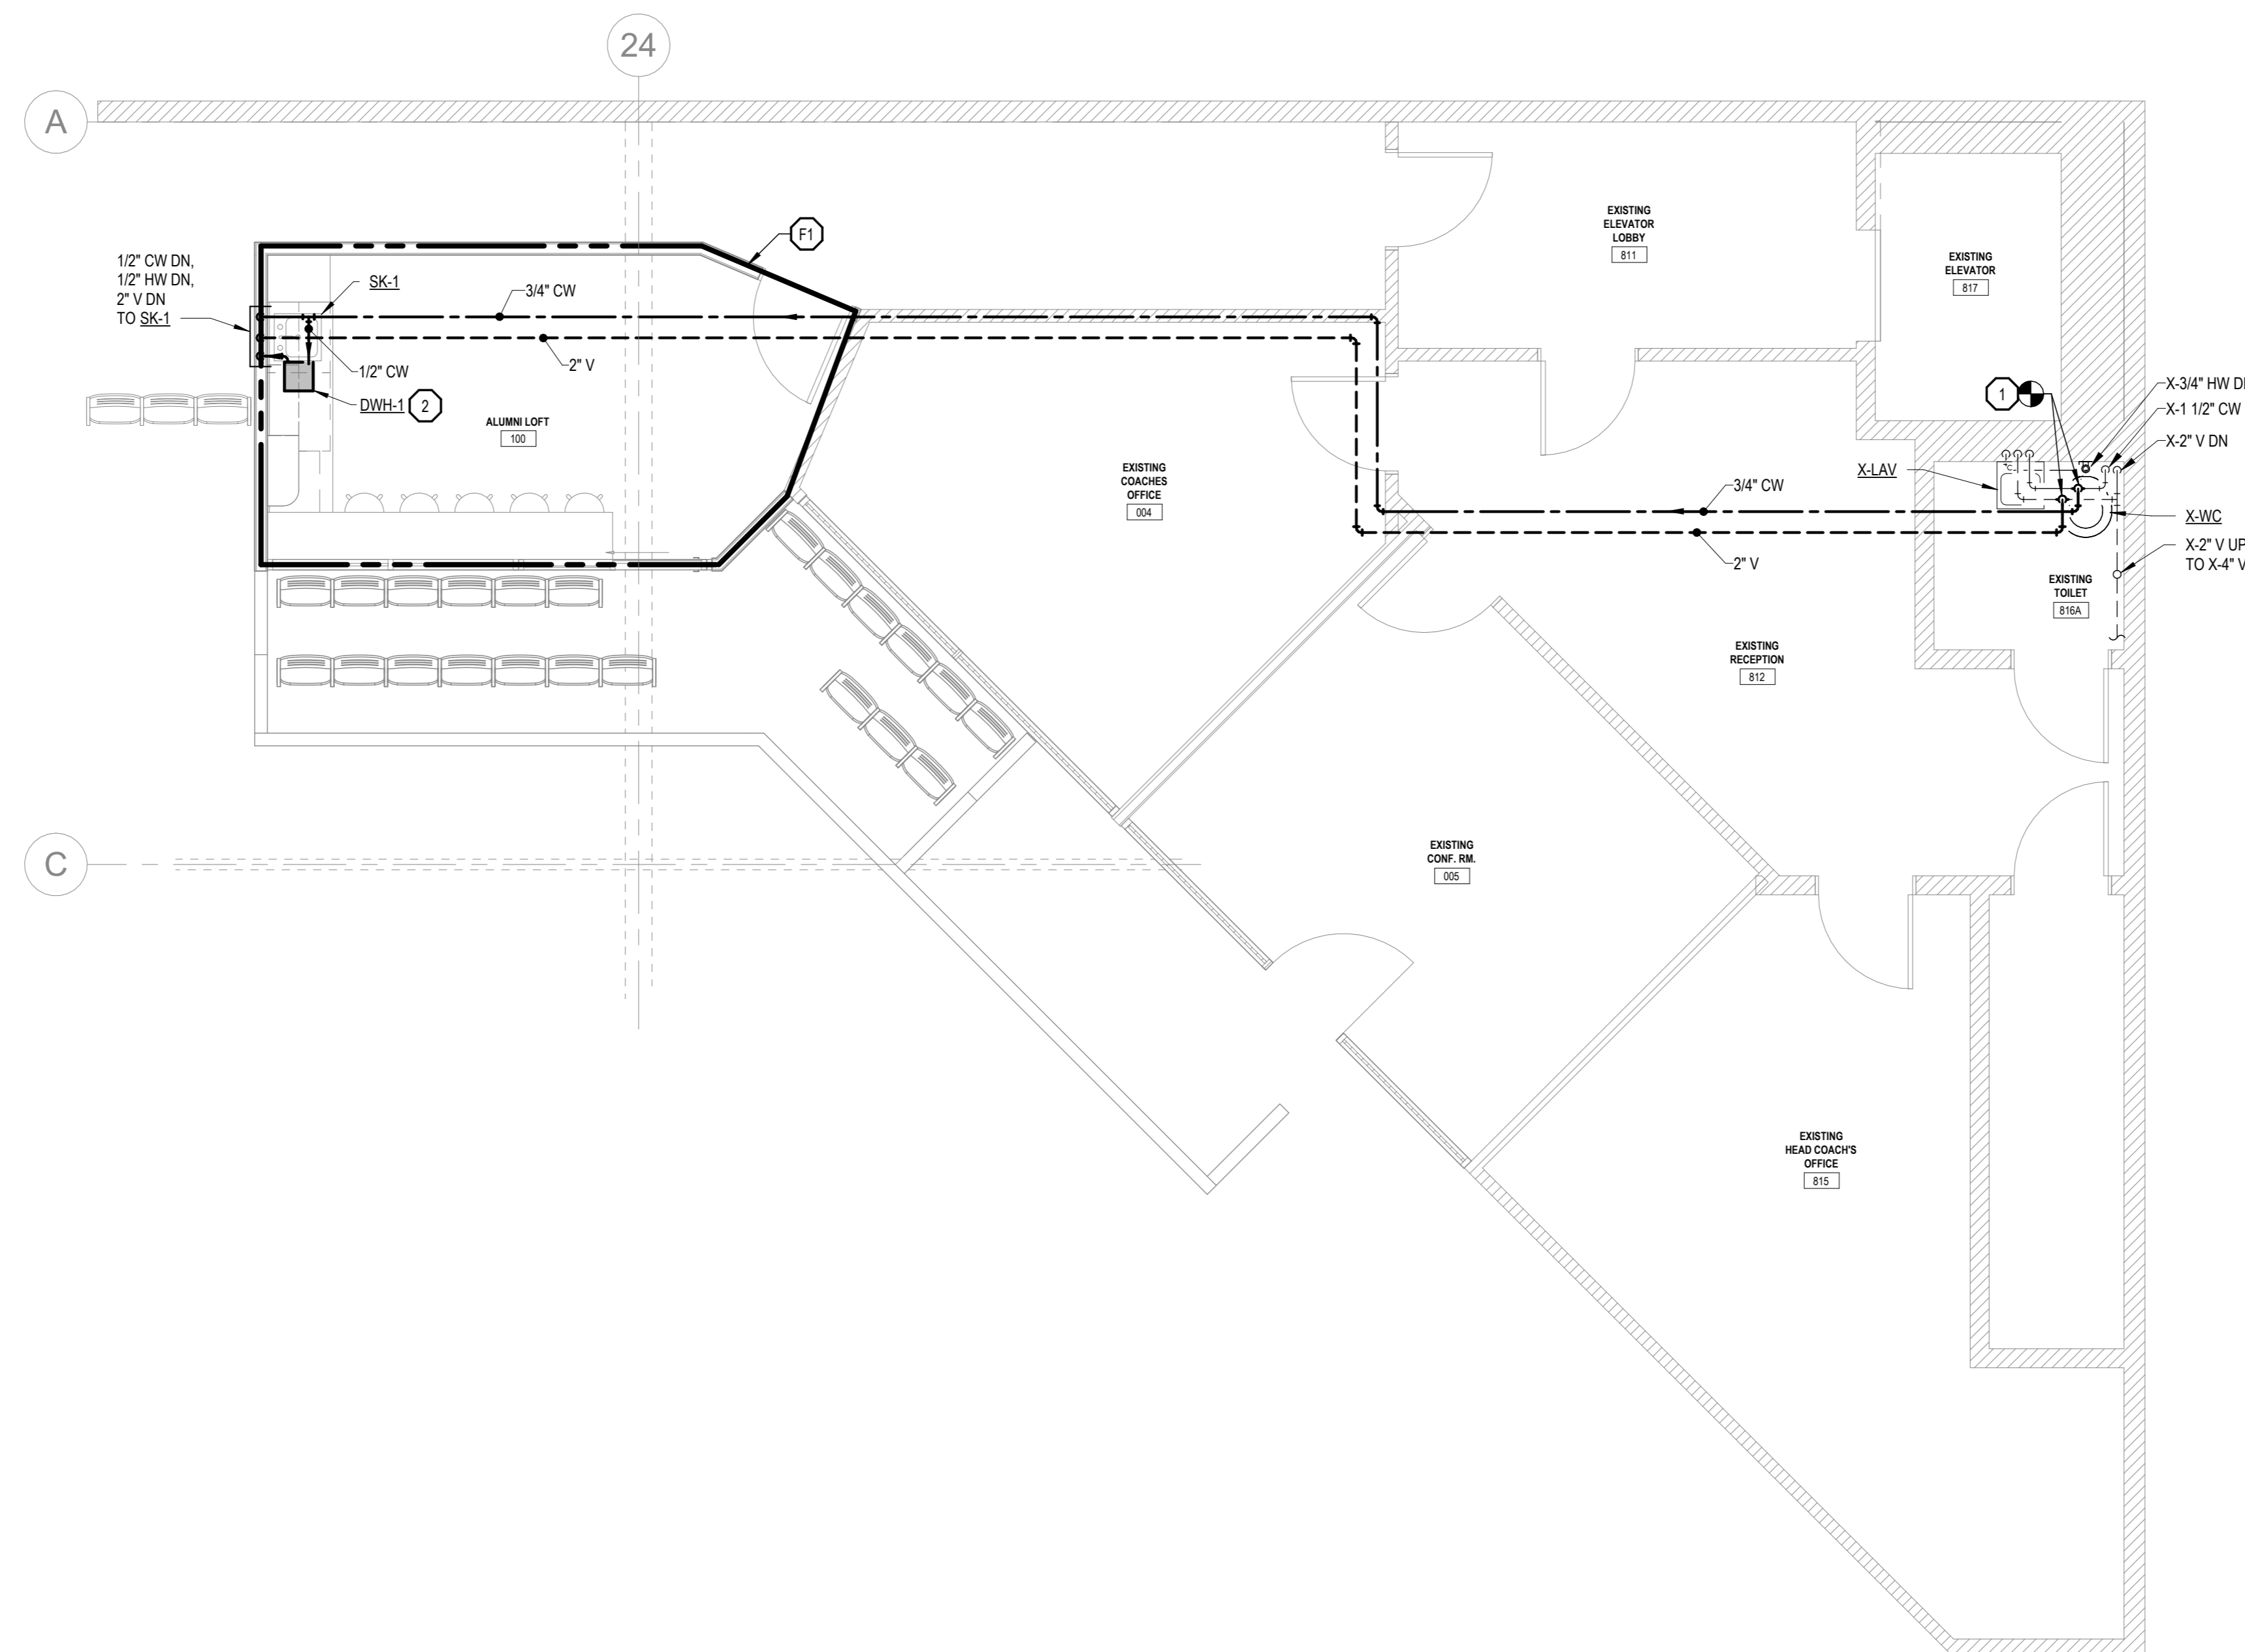 24
A
F1
1/2" CW DN,
1/2" HW DN,
2" V DN
TO SK-1
SK-1
3/4" CW
2" V
1/2" CW
DWH-1
2
ALUMNI LOFT
100
EXISTING
ELEVATOR
LOBBY
811
EXISTING
ELEVATOR
817
1
X-3/4" HW
X-1 1/2" CW
X-2" V DN
X-LAV
X-WC
X-2" V UP
TO X-4" V
EXISTING
COACHES
OFFICE
004
3/4" CW
2" V
EXISTING
TOILET
816A
EXISTING
RECEPTION
812
C
EXISTING
CONF. RM.
005
EXISTING
HEAD COACH'S
OFFICE
815